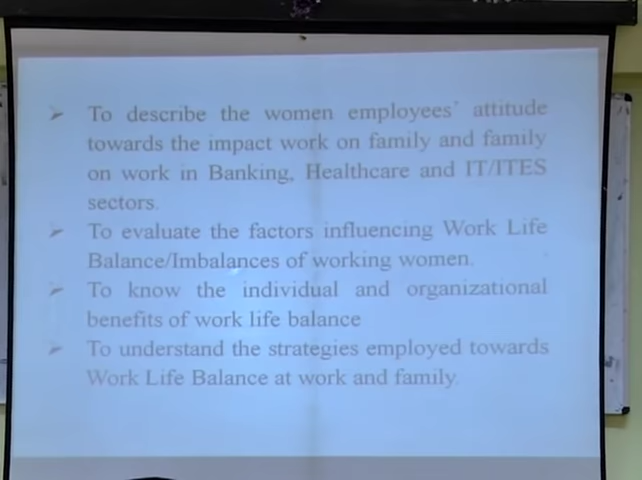 ➢ To describe the women employees' attitude
towards the impact work on family and family
on work in Banking, Healthcare and IT/ITES
sectors.
➢ To evaluate the factors influencing Work Life
Balance/Imbalances of working women.
➢ To know the individual and organizational
benefits of work life balance
➢ To understand the strategies employed towards
Work Life Balance at work and family.